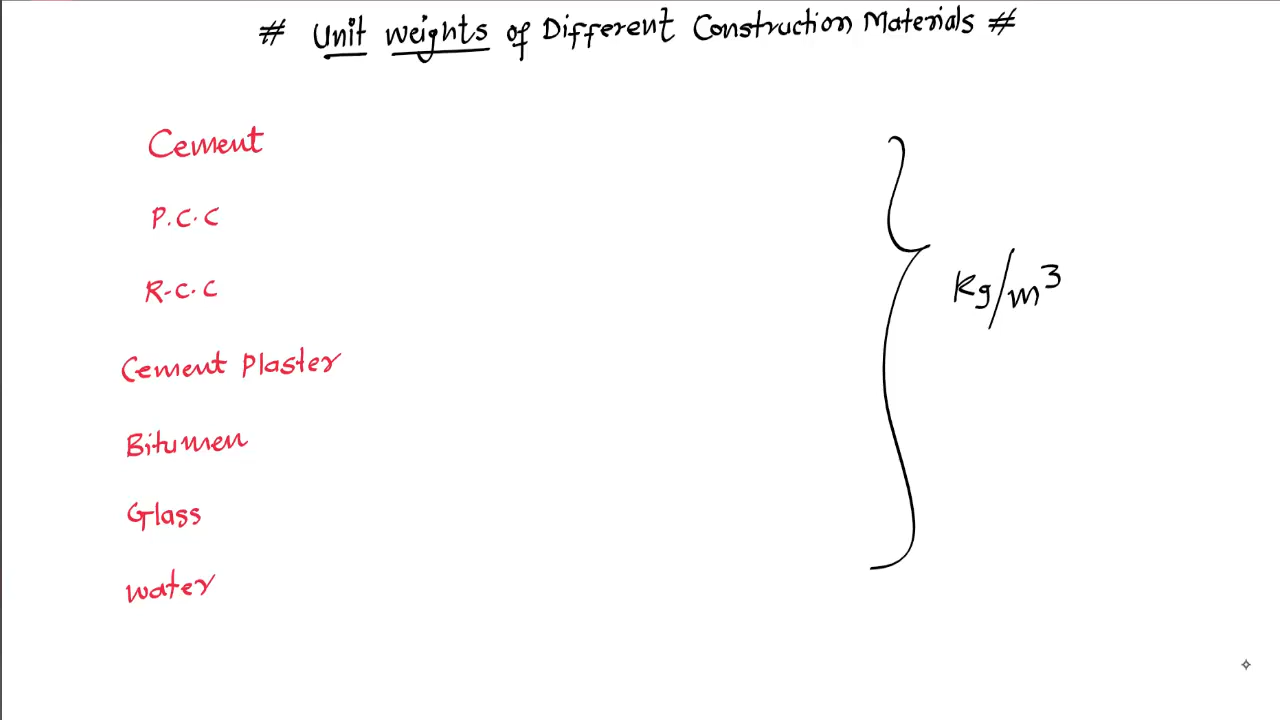 # Unit weights of Different Construction Materials #
Cement
P.C.C
R-C.C
Kg/m³
Cement Plaster
Bitumen
Glass
water